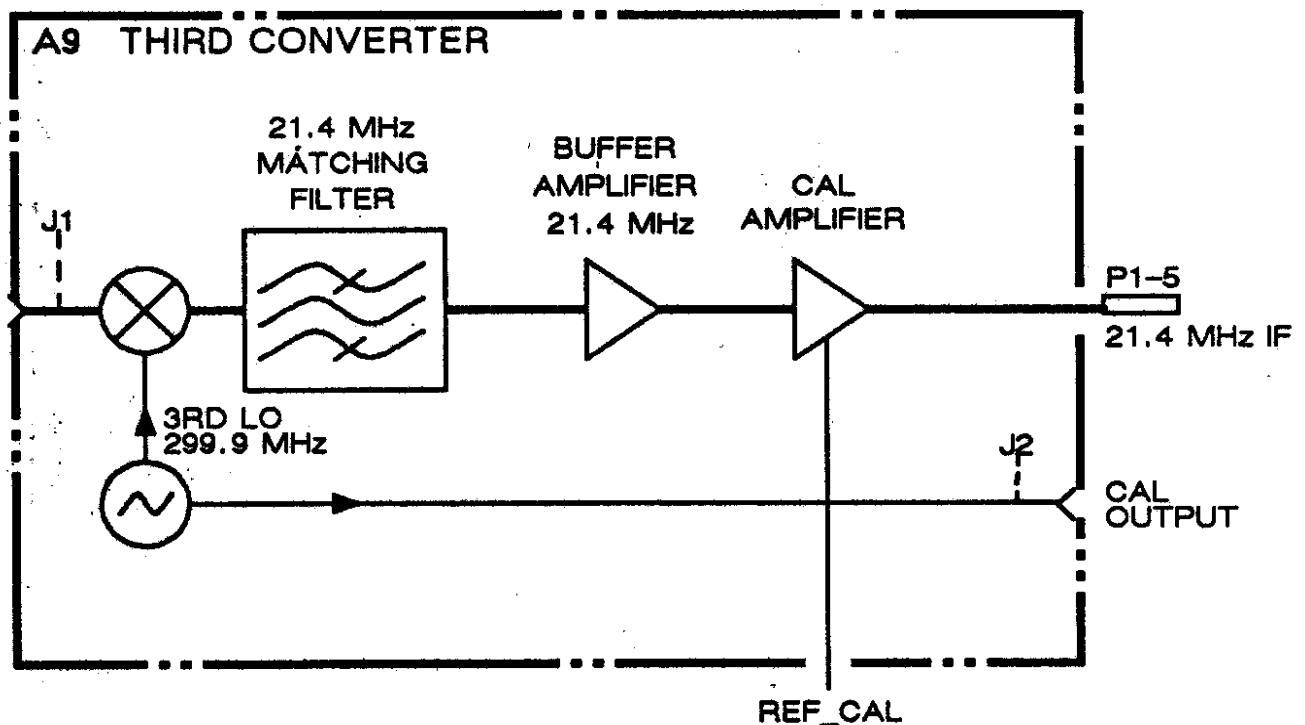 A9 THIRD CONVERTER
21.4 MHz
MATCHING
FILTER
BUFFER
AMPLIFIER
21.4 MHz
CAL
AMPLIFIER
J1
P1-5
21.4 MHz IF
3RD LO
299.9 MHz
J2
CAL
OUTPUT
REF_CAL